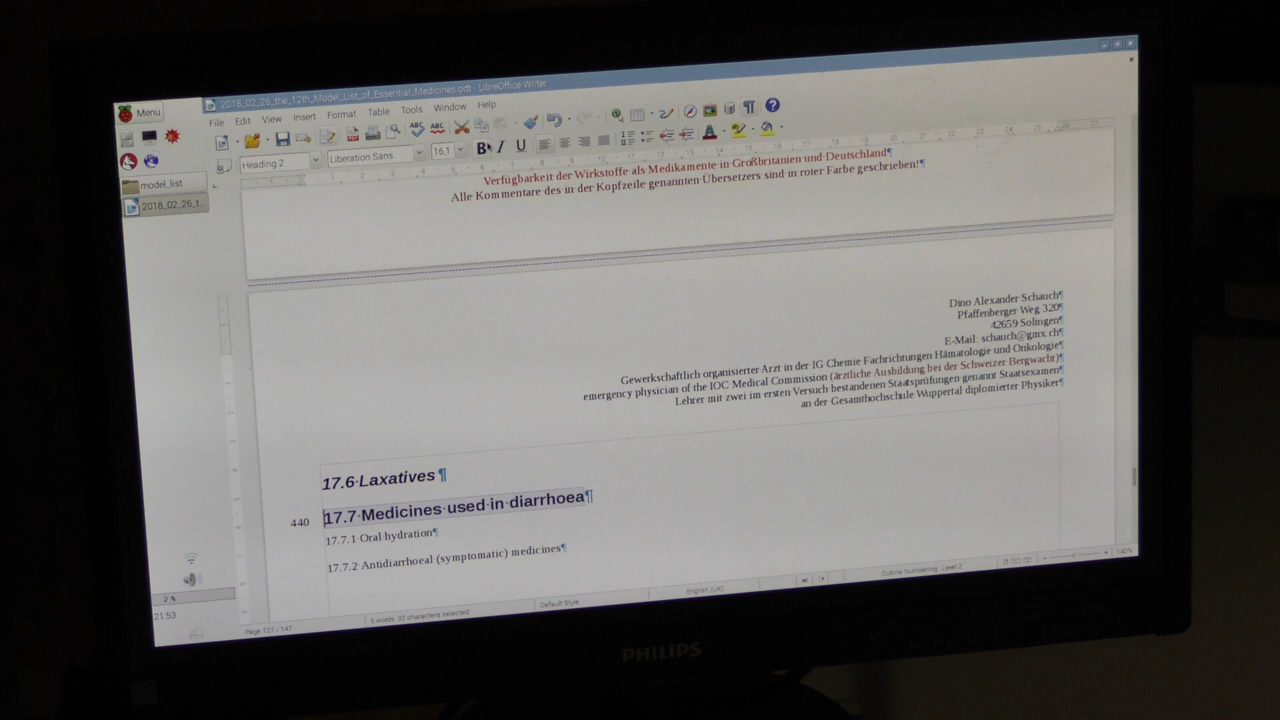 2018_02_26_the_12th_Model_List_of_Essential_Medicines.odt - LibreOffice Writer
Menu
File Edit View Insert Format Table Tools Window Help
Heading 2
Liberation Sans
16.1
model_list
2018_02_26_t...
Verfügbarkeit der Wirkstoffe als Medikamente in Großbritanien und Deutschland¶
Alle Kommentare des in der Kopfzeile genannten Übersetzers sind in roter Farbe geschrieben!¶
Dino Alexander Schauch¶
Pfaffenberger Weg 320¶
42659 Solingen¶
E-Mail: schauch@gmx.ch¶
Gewerkschaftlich organisierter Arzt in der IG Chemie Fachrichtungen Hämatologie und Onkologie¶
emergency physician of the IOC Medical Commission (ärztliche Ausbildung bei der Schweizer Bergwacht)¶
Lehrer mit zwei im ersten Versuch bestandenen Staatsprüfungen genannt Staatsexamen¶
an der Gesamthochschule Wuppertal diplomierter Physiker¶
17.6 Laxatives¶
440
17.7 Medicines used in diarrhoea¶
17.7.1 Oral hydration¶
17.7.2 Antidiarrhoeal (symptomatic) medicines¶
2 %
21:53
Page 127 / 147
5 words, 32 characters selected
Default Style
English (UK)
Outline Numbering: Level 2
140%
PHILIPS